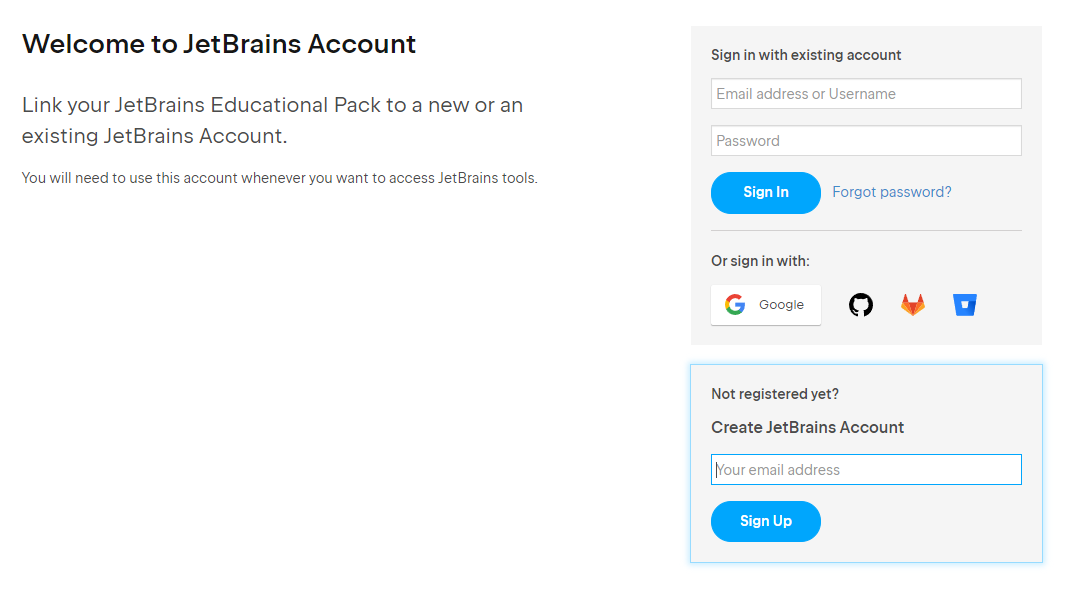 Welcome to JetBrains Account
Link your JetBrains Educational Pack to a new or an
existing JetBrains Account.
You will need to use this account whenever you want to access JetBrains tools.
Sign in with existing account
Email address or Username
Password
Sign In
Forgot password?
Or sign in with:
Google
Not registered yet?
Create JetBrains Account
Your email address
Sign Up